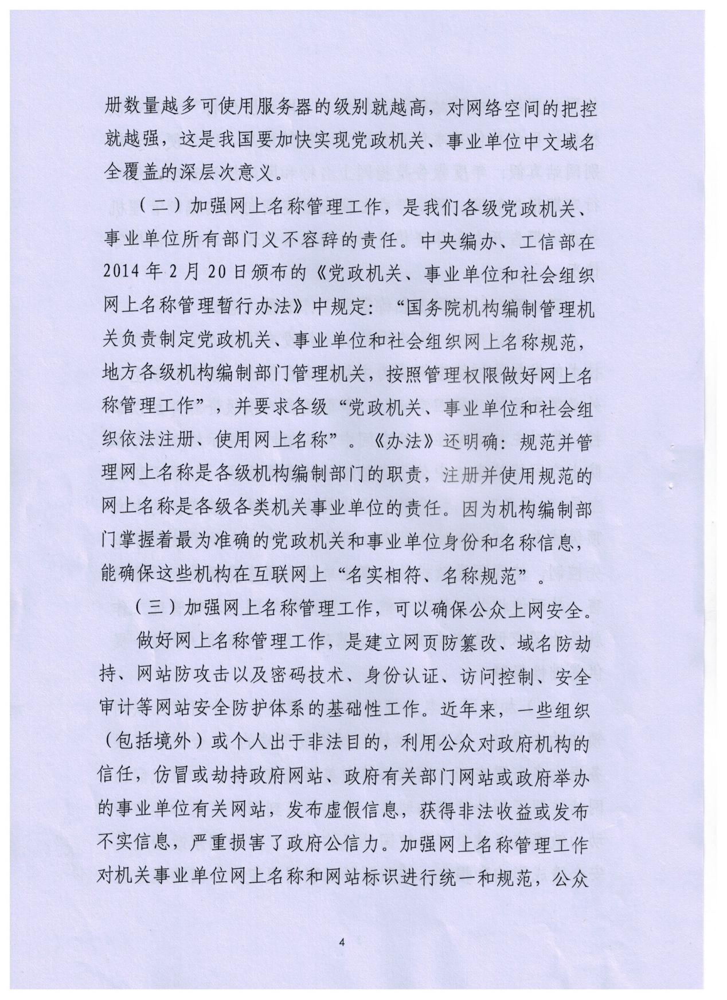 册数量越多可使用服务器的级别就越高，对网络空间的把控
就越强，这是我国要加快实现党政机关、事业单位中文域名
全覆盖的深层次意义。
（二）加强网上名称管理工作，是我们各级党政机关、
事业单位所有部门义不容辞的责任。中央编办、工信部在
2014年2月20日颁布的《党政机关、事业单位和社会组织
网上名称管理暂行办法》中规定：“国务院机构编制管理机
关负责制定党政机关、事业单位和社会组织网上名称规范，
地方各级机构编制部门管理机关，按照管理权限做好网上名
称管理工作”，并要求各级“党政机关、事业单位和社会组
织依法注册、使用网上名称”。《办法》还明确：规范并管
理网上名称是各级机构编制部门的职责，注册并使用规范的
网上名称是各级各类机关事业单位的责任。因为机构编制部
门掌握着最为准确的党政机关和事业单位身份和名称信息，
能确保这些机构在互联网上“名实相符、名称规范”。
（三）加强网上名称管理工作，可以确保公众上网安全。
做好网上名称管理工作，是建立网页防篡改、域名防劫
持、网站防攻击以及密码技术、身份认证、访问控制、安全
审计等网站安全防护体系的基础性工作。近年来，一些组织
（包括境外）或个人出于非法目的，利用公众对政府机构的
信任，仿冒或劫持政府网站、政府有关部门网站或政府举办
的事业单位有关网站，发布虚假信息，获得非法收益或发布
不实信息，严重损害了政府公信力。加强网上名称管理工作
对机关事业单位网上名称和网站标识进行统一和规范，公众
4